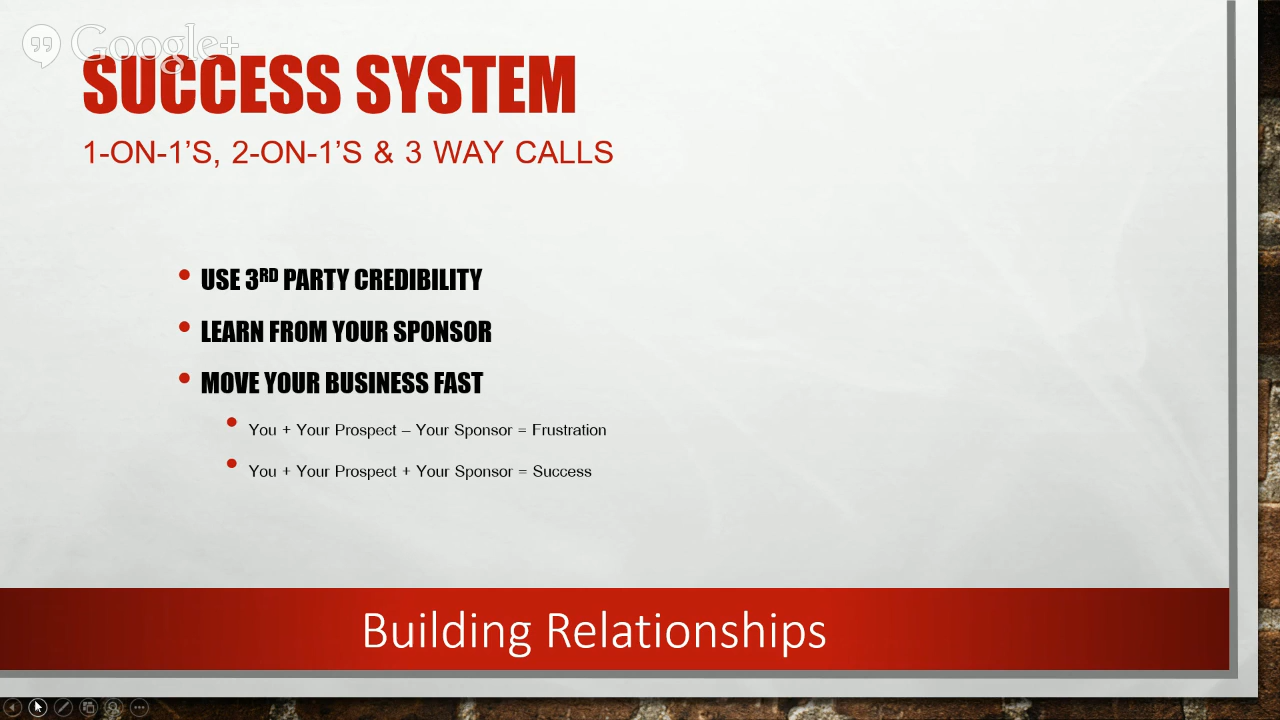 Google+
SUCCESS SYSTEM
1-ON-1’S, 2-ON-1’S & 3 WAY CALLS
• USE 3RD PARTY CREDIBILITY
• LEARN FROM YOUR SPONSOR
• MOVE YOUR BUSINESS FAST
• You + Your Prospect – Your Sponsor = Frustration
• You + Your Prospect + Your Sponsor = Success
Building Relationships